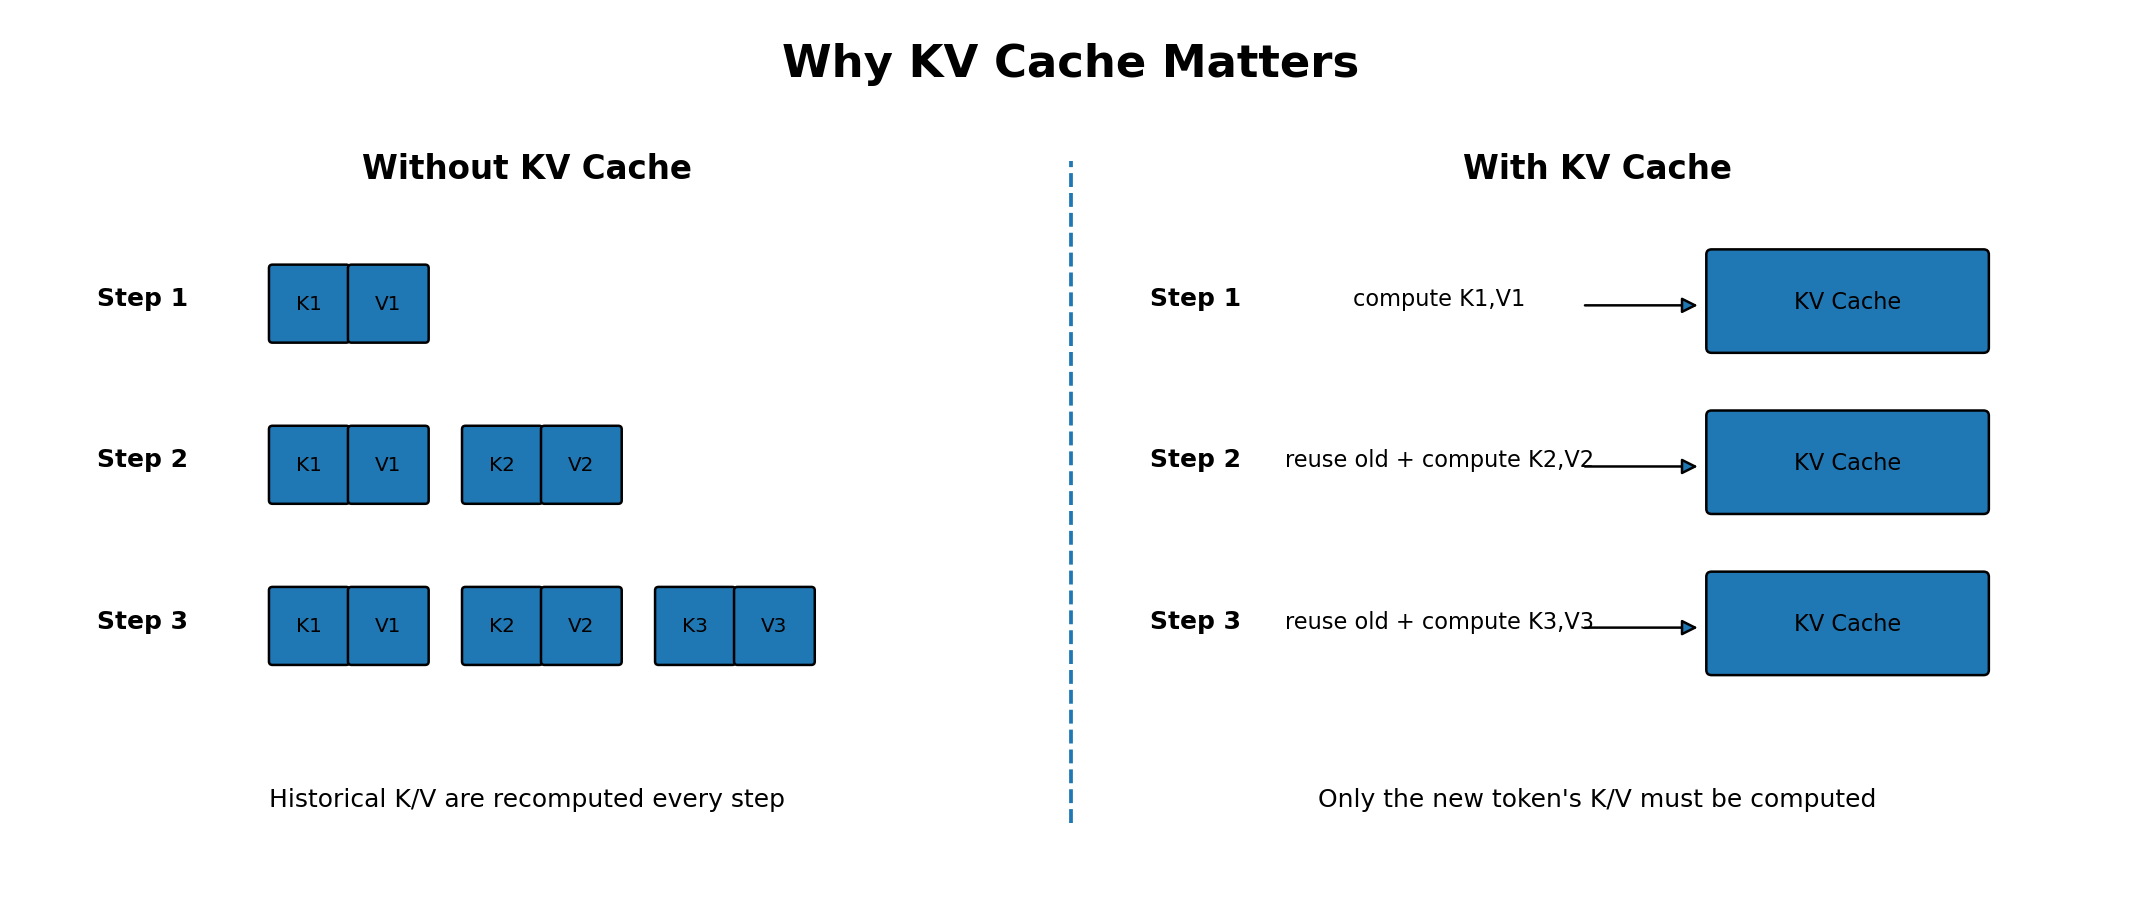 Why KV Cache Matters
Without KV Cache
Step 1
K1 V1
Step 2
K1 V1 K2 V2
Step 3
K1 V1 K2 V2 K3 V3
Historical K/V are recomputed every step
With KV Cache
Step 1 compute K1,V1 KV Cache
Step 2 reuse old + compute K2,V2 KV Cache
Step 3 reuse old + compute K3,V3 KV Cache
Only the new token's K/V must be computed